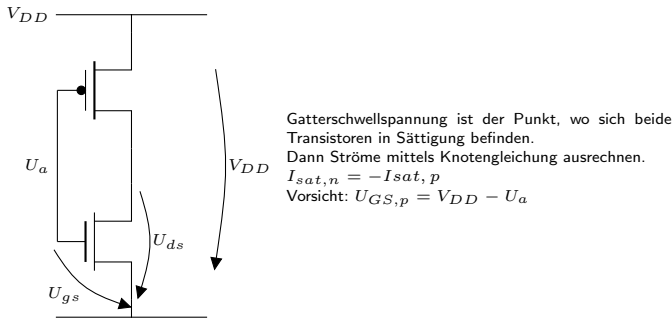 V_{DD}
U_a
V_{DD}
U_{ds}
U_{gs}
Gatterschwellspannung ist der Punkt, wo sich beide
Transistoren in Sättigung befinden.
Dann Ströme mittels Knotengleichung ausrechnen.
I_{sat,n} = −Isat, p
Vorsicht: U_{GS,p} = V_{DD} − U_a